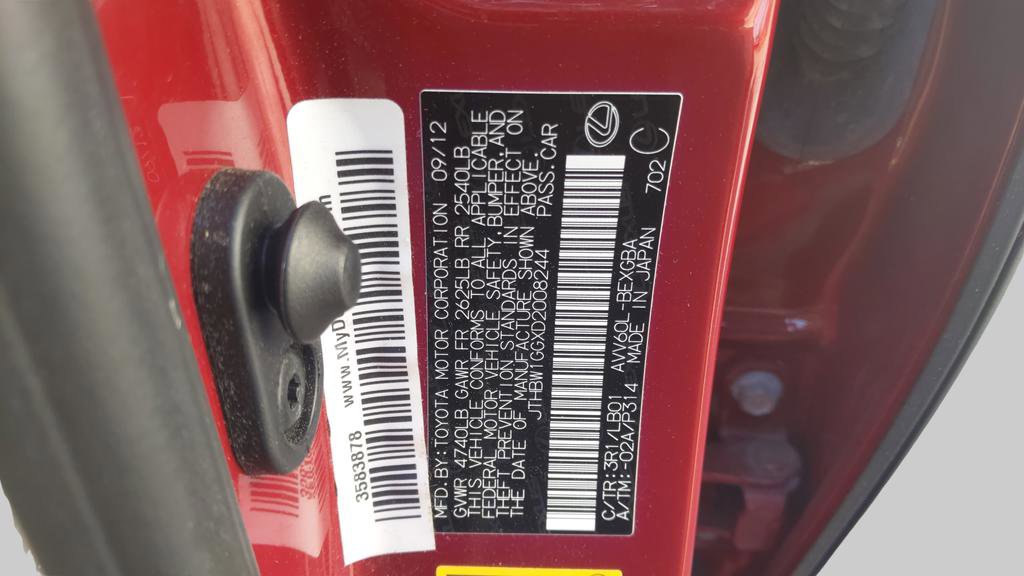 3583878
WWW.MyD
MFD.BY:TOYOTA MOTOR CORPORATION 09/12
GVWR 4740LB GAWR FR 2625LB RR 2540LB
THIS VEHICLE CONFORMS TO ALL APPLICABLE
FEDERAL MOTOR VEHICLE SAFETY, BUMPER, AND
THEFT PREVENTION STANDARDS IN EFFECT ON
THE DATE OF MANUFACTURE SHOWN ABOVE.
JTHBW1GGXD2008244 PASS.CAR
C/TR:3R1/LB01 AVV60L-BEXGBA
A/TM:-02A/P314 MADE IN JAPAN 702 C